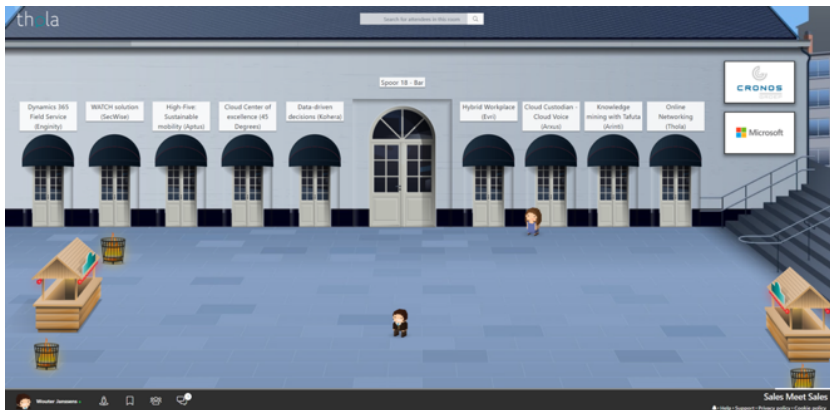 thola
Search for attendees in this room
Spoor 18 - Bar
CRONOS
Dynamics 365
Field Service
(Enginity)
WATCH solution
(SecWise)
High-Five:
Sustainable
mobility (Aptus)
Cloud Center of
excellence (45
Degrees)
Data-driven
decisions (Kohera)
Hybrid Workplace
(Evri)
Cloud Custodian -
Cloud Voice
(Arxus)
Knowledge
mining with Tafuta
(Arinti)
Online
Networking
(Thola)
Microsoft
Wouter Janssens
Sales Meet Sales
Help - Support - Privacy policy - Cookie policy